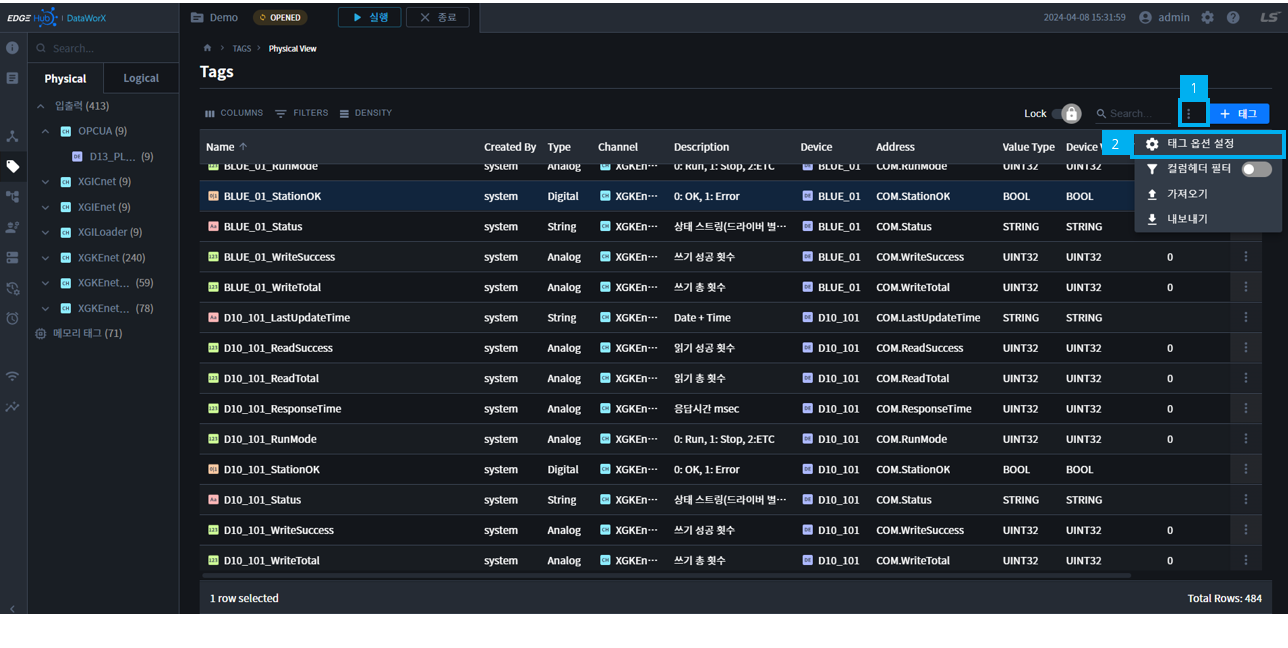 EDGE Hub | DataWorX
Demo OPENED 실행 종료 2024-04-08 15:31:59 admin LS
Search...
TAGS Physical View
Physical Logical
Tags
입출력 (413)
OPCUA (9)
D13_PL... (9)
XGICnet (9)
XGIEnet (9)
XGILoader (9)
XGKEnet (240)
XGKEnet... (59)
XGKEnet... (78)
메모리 태그 (71)
1
COLUMNS FILTERS DENSITY Lock Search... + 태그
2 태그 옵션 설정
컬럼헤더 필터
가져오기
내보내기
Name Created By Type Channel Description Device Address Value Type Device
BLUE_01_RunMode system Analog XGKEn··· 0: Run, 1: Stop, 2:ETC BLUE_01 COM.RunMode UINT32 UINT32
BLUE_01_StationOK system Digital XGKEn··· 0: OK, 1: Error BLUE_01 COM.StationOK BOOL BOOL
BLUE_01_Status system String XGKEn··· 상태 스트링(드라이버 별··· BLUE_01 COM.Status STRING STRING
BLUE_01_WriteSuccess system Analog XGKEn··· 쓰기 성공 횟수 BLUE_01 COM.WriteSuccess UINT32 UINT32 0
BLUE_01_WriteTotal system Analog XGKEn··· 쓰기 총 횟수 BLUE_01 COM.WriteTotal UINT32 UINT32 0
D10_101_LastUpdateTime system String XGKEn··· Date + Time D10_101 COM.LastUpdateTime STRING STRING
D10_101_ReadSuccess system Analog XGKEn··· 읽기 성공 횟수 D10_101 COM.ReadSuccess UINT32 UINT32 0
D10_101_ReadTotal system Analog XGKEn··· 읽기 총 횟수 D10_101 COM.ReadTotal UINT32 UINT32 0
D10_101_ResponseTime system Analog XGKEn··· 응답시간 msec D10_101 COM.ResponseTime UINT32 UINT32 0
D10_101_RunMode system Analog XGKEn··· 0: Run, 1: Stop, 2:ETC D10_101 COM.RunMode UINT32 UINT32 0
D10_101_StationOK system Digital XGKEn··· 0: OK, 1: Error D10_101 COM.StationOK BOOL BOOL
D10_101_Status system String XGKEn··· 상태 스트링(드라이버 별··· D10_101 COM.Status STRING STRING
D10_101_WriteSuccess system Analog XGKEn··· 쓰기 성공 횟수 D10_101 COM.WriteSuccess UINT32 UINT32 0
D10_101_WriteTotal system Analog XGKEn··· 쓰기 총 횟수 D10_101 COM.WriteTotal UINT32 UINT32 0
1 row selected Total Rows: 484